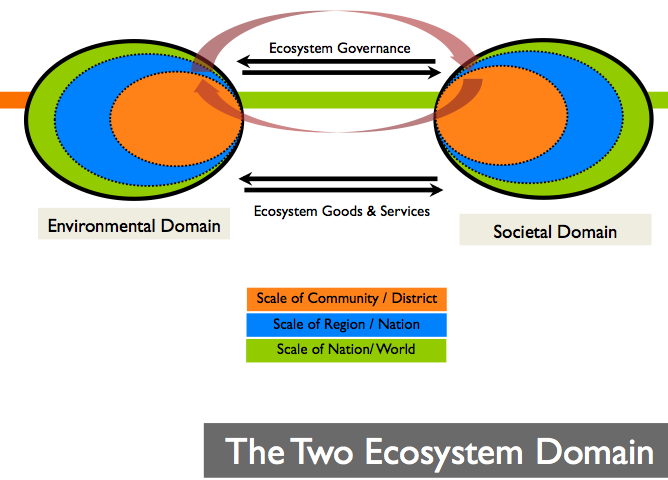 Ecosystem Governance
Ecosystem Goods & Services
Environmental Domain
Societal Domain
Scale of Community / District
Scale of Region / Nation
Scale of Nation/World
The Two Ecosystem Domain